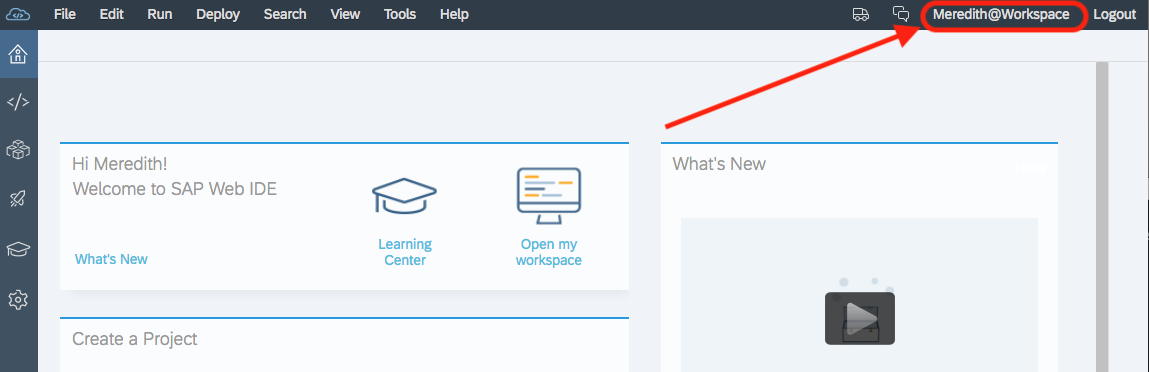 File Edit Run Deploy Search View Tools Help Meredith@Workspace Logout
Hi Meredith!
Welcome to SAP Web IDE
What's New
Learning
Center
Open my
workspace
What's New
Create a Project